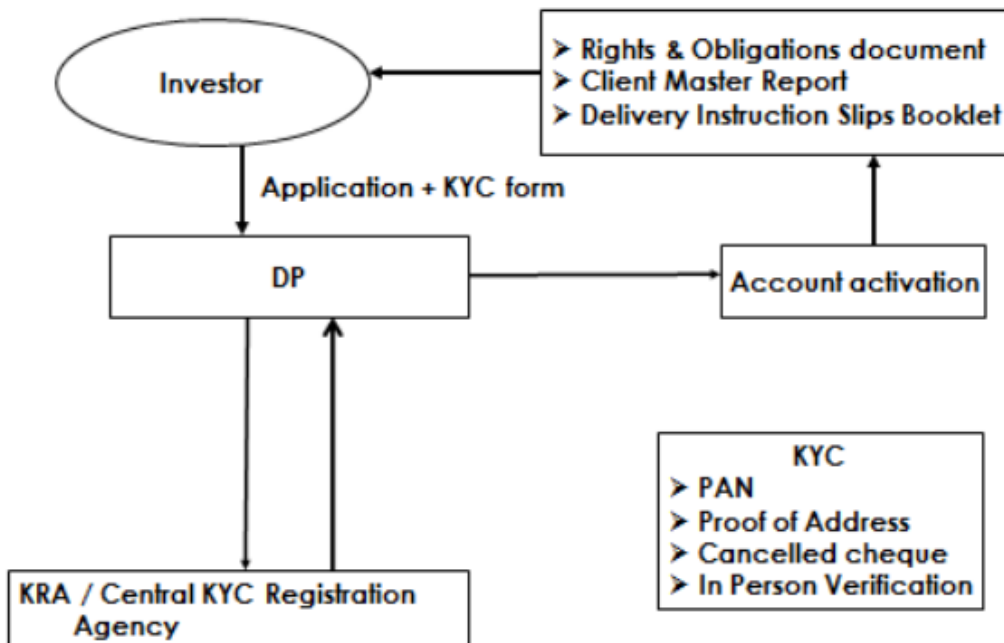 Investor
➤ Rights & Obligations document
➤ Client Master Report
➤ Delivery Instruction Slips Booklet
Application + KYC form
DP
Account activation
KYC
➤ PAN
➤ Proof of Address
➤ Cancelled cheque
➤ In Person Verification
KRA / Central KYC Registration
Agency